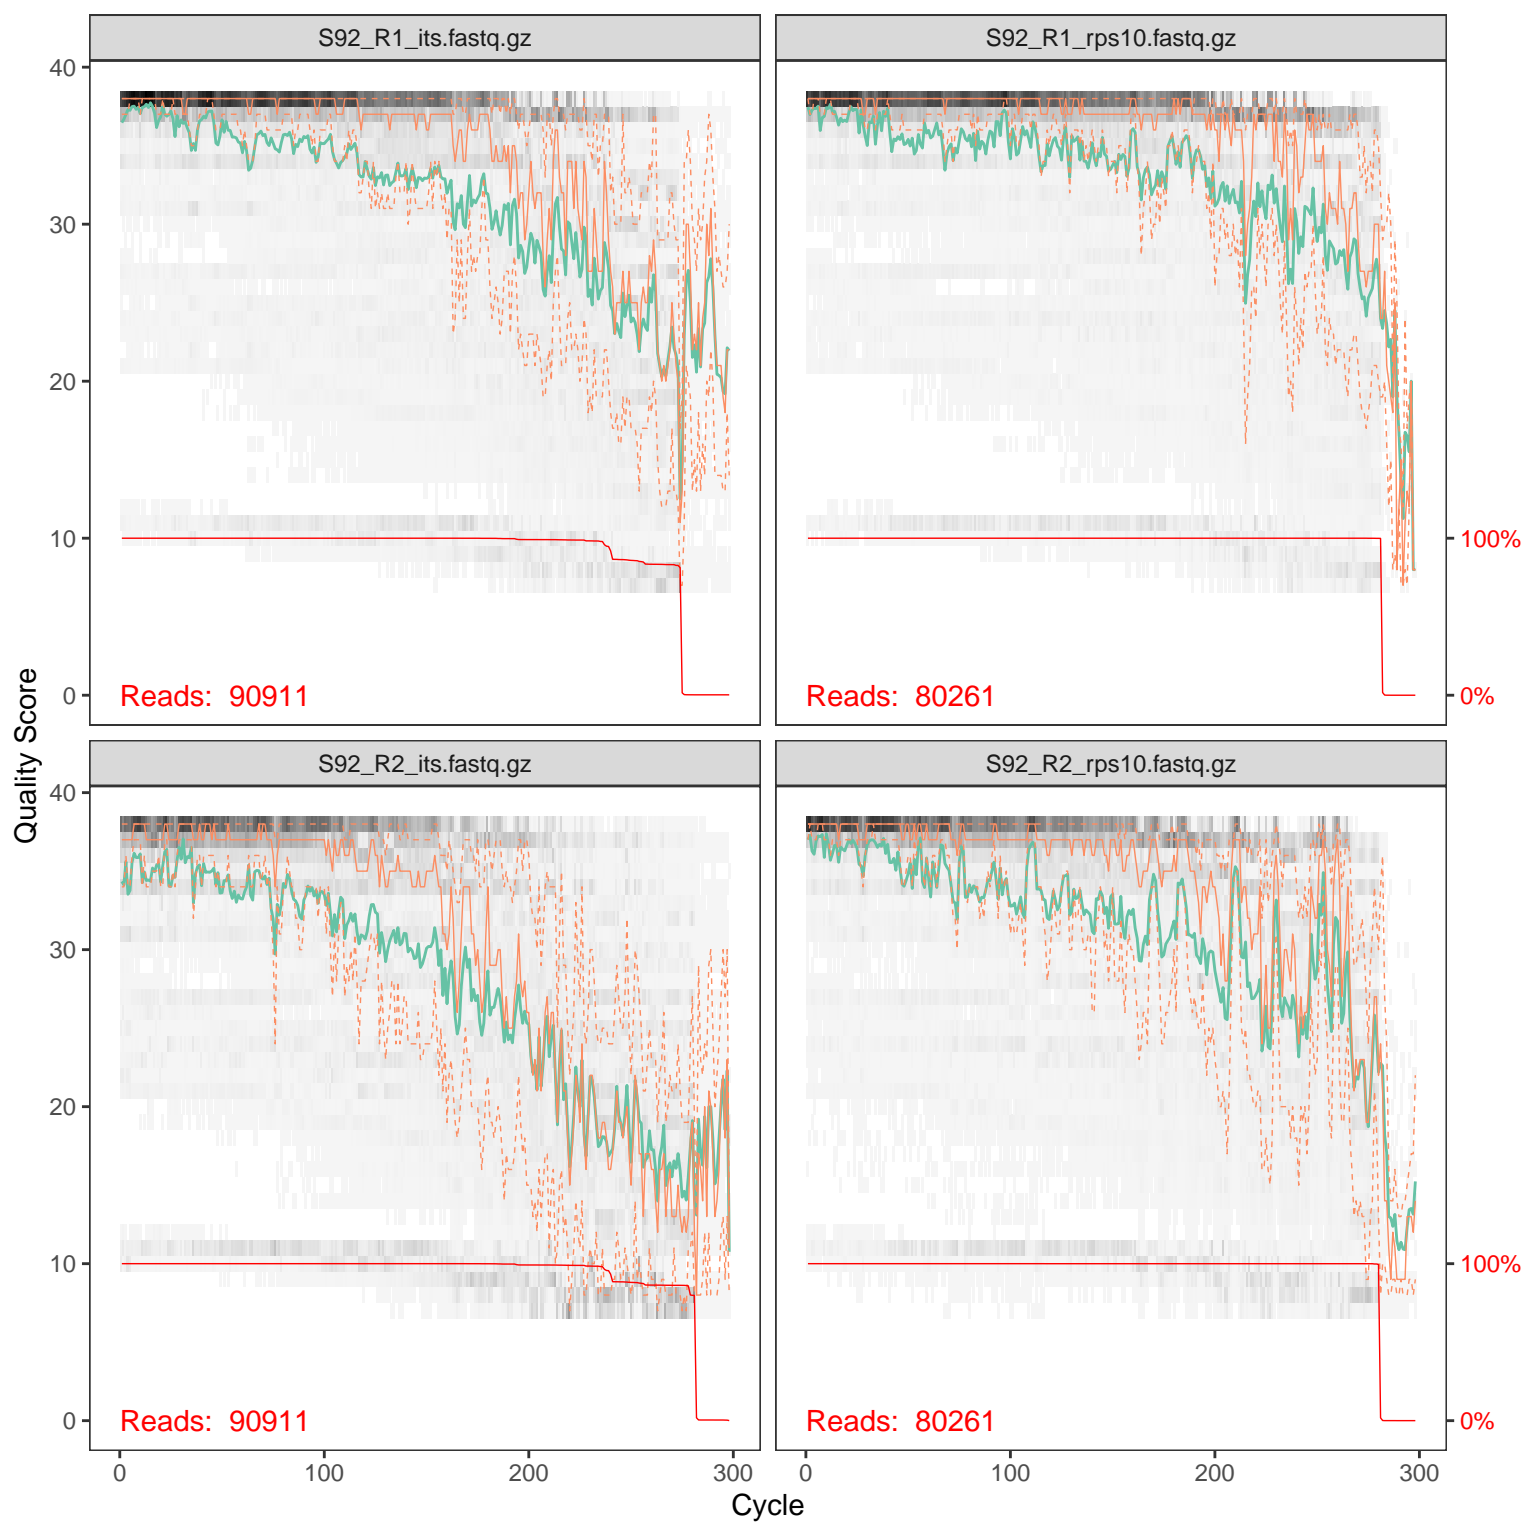 S92_R1_its.fastq.gz
S92_R1_rps10.fastq.gz
40
30
20
10
0
Reads: 90911
Reads: 80261
100%
0%
Quality Score
S92_R2_its.fastq.gz
S92_R2_rps10.fastq.gz
40
30
20
10
0
Reads: 90911
Reads: 80261
100%
0%
0 100 200 300
0 100 200 300
Cycle